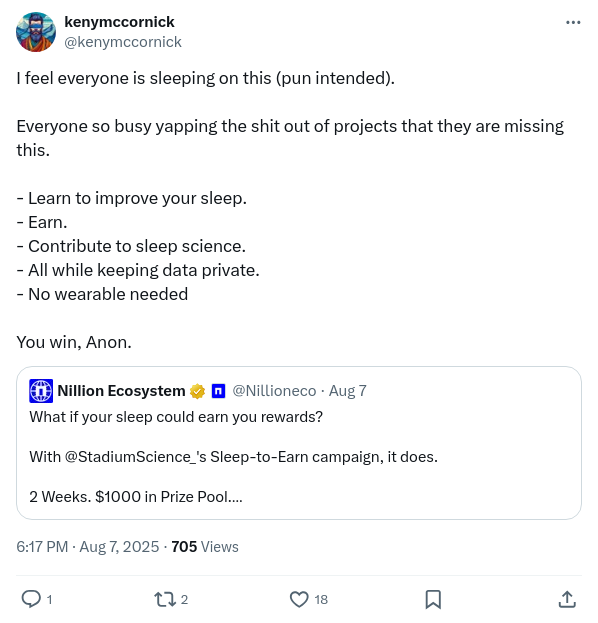 kenymccornick
@kenymccornick
I feel everyone is sleeping on this (pun intended).
Everyone so busy yapping the shit out of projects that they are missing
this.
- Learn to improve your sleep.
- Earn.
- Contribute to sleep science.
- All while keeping data private.
- No wearable needed
You win, Anon.
Nillion Ecosystem @Nillioneco · Aug 7
What if your sleep could earn you rewards?
With @StadiumScience_'s Sleep-to-Earn campaign, it does.
2 Weeks. $1000 in Prize Pool....
6:17 PM · Aug 7, 2025 · 705 Views
1 2 18